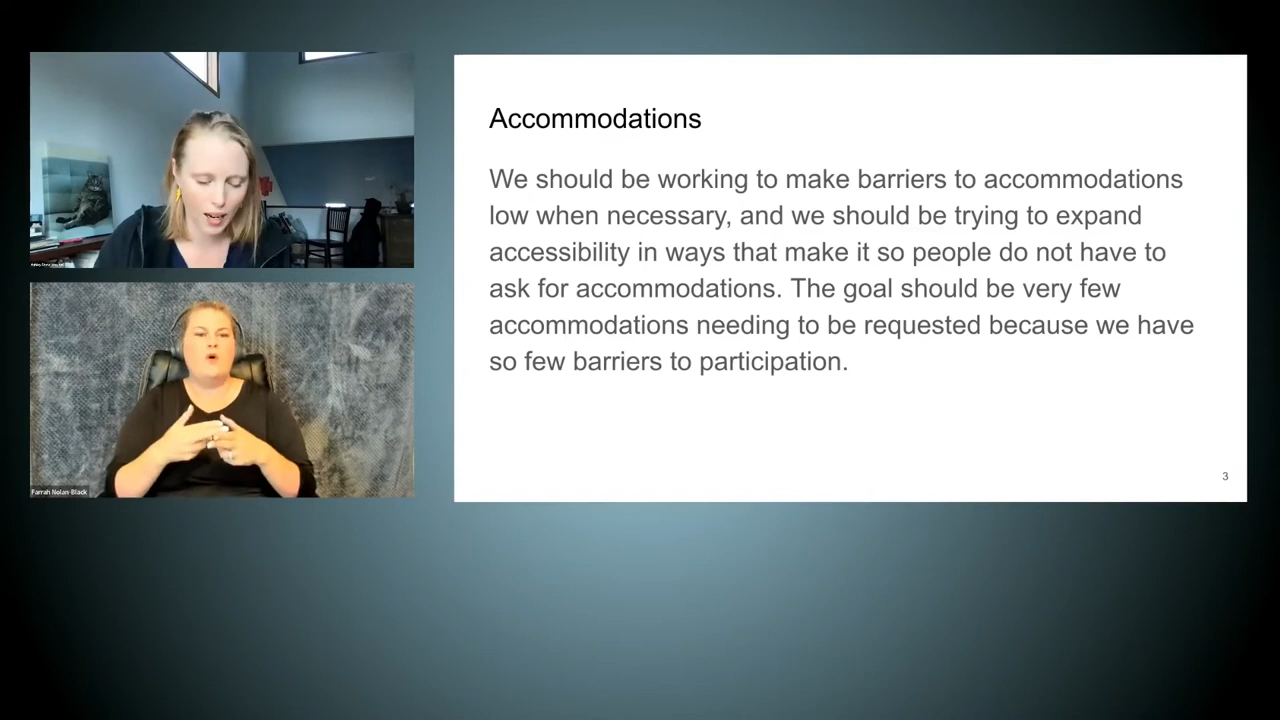 Accommodations
We should be working to make barriers to accommodations
low when necessary, and we should be trying to expand
accessibility in ways that make it so people do not have to
ask for accommodations. The goal should be very few
accommodations needing to be requested because we have
so few barriers to participation.
3
Farrah Nolan-Black